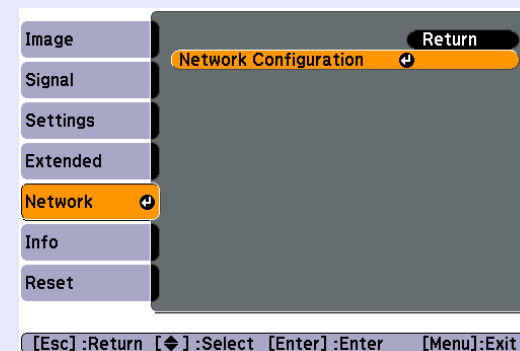 Image
Signal
Settings
Extended
Network
Info
Reset
Return
Network Configuration
[Esc] :Return [◆] :Select [Enter] :Enter [Menu]:Exit